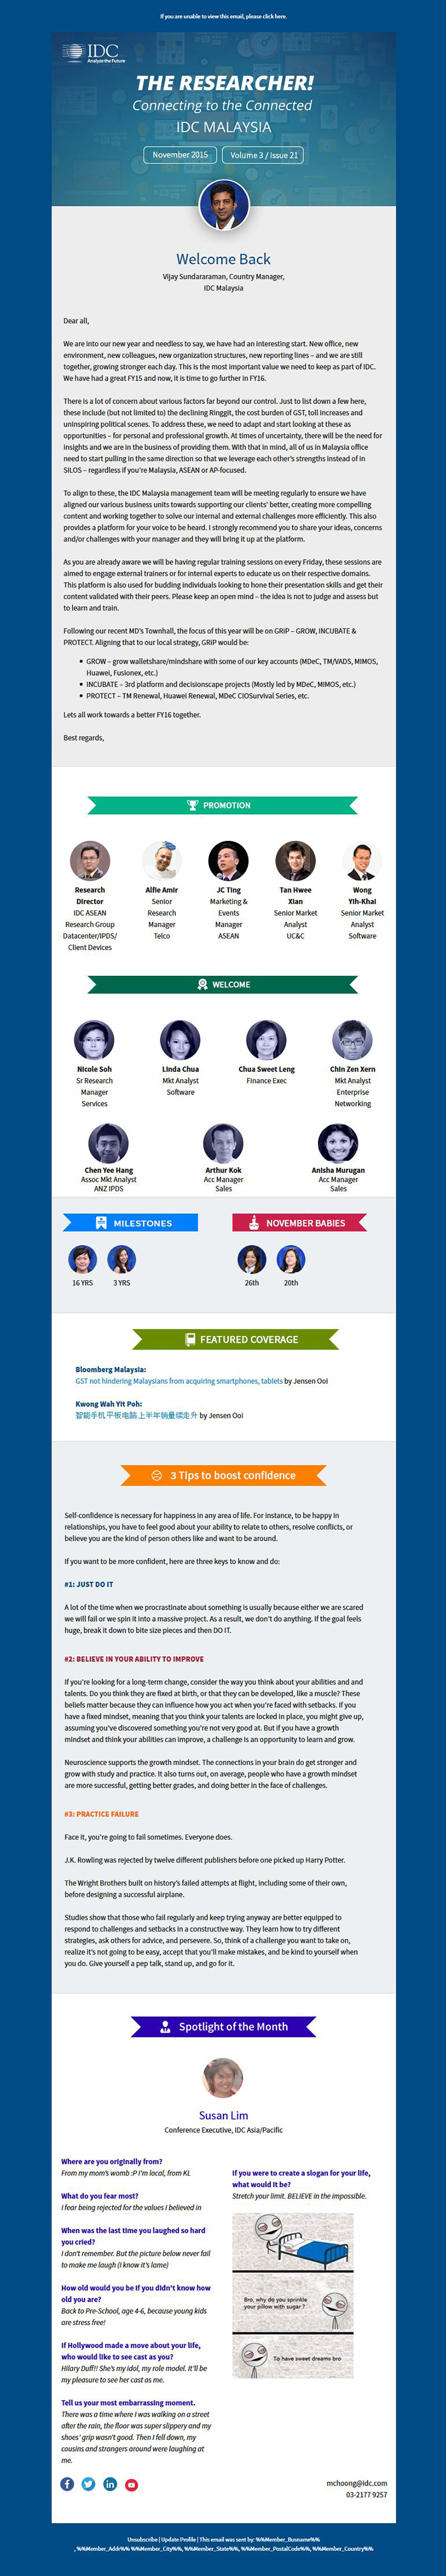 If you are unable to view this email, please click here.
IDC
Analyze the Future
THE RESEARCHER!
Connecting to the Connected
IDC MALAYSIA
November 2015
Volume 3 / Issue 21
Welcome Back
Vijay Sundararaman, Country Manager,
IDC Malaysia
Dear all,
We are into our new year and needless to say, we have had an interesting start. New office, new
environment, new colleagues, new organization structures, new reporting lines – and we are still
together, growing stronger each day. This is the most important value we need to keep as part of IDC.
We have had a great FY15 and now, it is time to go further in FY16.
There is a lot of concern about various factors far beyond our control. Just to list down a few here,
these include (but not limited to) the declining Ringgit, the cost burden of GST, toll increases and
uninspiring political scenes. To address these, we need to adapt and start looking at these as
opportunities – for personal and professional growth. At times of uncertainty, there will be the need for
insights and we are in the business of providing them. With that in mind, all of us in Malaysia office
need to start pulling in the same direction so that we leverage each other's strengths instead of in
SILOS – regardless if you're Malaysia, ASEAN or AP-focused.
To align to these, the IDC Malaysia management team will be meeting regularly to ensure we have
aligned our various business units towards supporting our clients' better, creating more compelling
content and working together to solve our internal and external challenges more efficiently. This also
provides a platform for your voice to be heard. I strongly recommend you to share your ideas, concerns
and/or challenges with your manager and they will bring it up at the platform.
As you are already aware we will be having regular training sessions on every Friday, these sessions are
aimed to engage external trainers or for internal experts to educate us on their respective domains.
This platform is also used for budding individuals looking to hone their presentation skills and get their
content validated with their peers. Please keep an open mind – the idea is not to judge and assess but
to learn and train.
Following our recent MD's Townhall, the focus of this year will be on GRiP – GROW, INCUBATE &
PROTECT. Aligning that to our local strategy, GRiP would be:
GROW – grow walletshare/mindshare with some of our key accounts (MDeC, TM/VADS, MIMOS,
Huawei, Fusionex, etc.)
INCUBATE – 3rd platform and decisionscape projects (Mostly led by MDeC, MIMOS, etc.)
PROTECT – TM Renewal, Huawei Renewal, MDeC CIOSurvival Series, etc.
Lets all work towards a better FY16 together.
Best regards,
PROMOTION
Research Director
IDC ASEAN
Research Group
Datacenter/IPDS/
Client Devices
Alfie Amir
Senior
Research
Manager
Telco
JC Ting
Marketing &
Events
Manager
ASEAN
Tan Hwee
Xian
Senior Market
Analyst
UC&C
Wong
Yih-Khai
Senior Market
Analyst
Software
WELCOME
Nicole Soh
Sr Research
Manager
Services
Linda Chua
Mkt Analyst
Software
Chua Sweet Leng
Finance Exec
Chin Zen Xern
Mkt Analyst
Enterprise
Networking
Chen Yee Hang
Assoc Mkt Analyst
ANZ IPDS
Arthur Kok
Acc Manager
Sales
Anisha Murugan
Acc Manager
Sales
MILESTONES
16 YRS
3 YRS
NOVEMBER BABIES
26th
20th
FEATURED COVERAGE
Bloomberg Malaysia:
GST not hindering Malaysians from acquiring smartphones, tablets by Jensen Ooi
Kwong Wah Yit Poh:
智能手机 平板电脑 上半年销量续走升 by Jensen Ooi
3 Tips to boost confidence
Self-confidence is necessary for happiness in any area of life. For instance, to be happy in
relationships, you have to feel good about your ability to relate to others, resolve conflicts, or
believe you are the kind of person others like and want to be around.
If you want to be more confident, here are three keys to know and do:
#1: JUST DO IT
A lot of the time when we procrastinate about something is usually because either we are scared
we will fail or we spin it into a massive project. As a result, we don't do anything. If the goal feels
huge, break it down to bite size pieces and then DO IT.
#2: BELIEVE IN YOUR ABILITY TO IMPROVE
If you're looking for a long-term change, consider the way you think about your abilities and and
talents. Do you think they are fixed at birth, or that they can be developed, like a muscle? These
beliefs matter because they can influence how you act when you're faced with setbacks. If you
have a fixed mindset, meaning that you think your talents are locked in place, you might give up,
assuming you've discovered something you're not very good at. But if you have a growth
mindset and think your abilities can improve, a challenge is an opportunity to learn and grow.
Neuroscience supports the growth mindset. The connections in your brain do get stronger and
grow with study and practice. It also turns out, on average, people who have a growth mindset
are more successful, getting better grades, and doing better in the face of challenges.
#3: PRACTICE FAILURE
Face it, you're going to fail sometimes. Everyone does.
J.K. Rowling was rejected by twelve different publishers before one picked up Harry Potter.
The Wright Brothers built on history's failed attempts at flight, including some of their own,
before designing a successful airplane.
Studies show that those who fail regularly and keep trying anyway are better equipped to
respond to challenges and setbacks in a constructive way. They learn how to try different
strategies, ask others for advice, and persevere. So, think of a challenge you want to take on,
realize it's not going to be easy, accept that you'll make mistakes, and be kind to yourself when
you do. Give yourself a pep talk, stand up, and go for it.
Spotlight of the Month
Susan Lim
Conference Executive, IDC Asia/Pacific
Where are you originally from?
From my mom's womb :P I'm local, from KL
What do you fear most?
I fear being rejected for the values I believed in
When was the last time you laughed so hard
you cried?
I don't remember. But the picture below never fail
to make me laugh (I know it's lame)
How old would you be if you didn't know how
old you are?
Back to Pre-School, age 4-6, because young kids
are stress free!
If Hollywood made a move about your life,
who would like to see cast as you?
Hilary Duff!! She's my idol, my role model. It'll be
my pleasure to see her cast as me.
Tell us your most embarrassing moment.
There was a time where I was walking on a street
after the rain, the floor was super slippery and my
shoes' grip wasn't good. Then I fell down, my
cousins and strangers around were laughing at
me.
If you were to create a slogan for your life,
what would it be?
Stretch your limit. BELIEVE in the impossible.
Bro, why do you sprinkle
your pillow with sugar ?
To have sweet dreams bro
mchoong@idc.com
03-2177 9257
Unsubscribe | Update Profile | This email was sent by: %%Member_Busname%%
, %%Member_Addr%% %%Member_City%%, %%Member_State%%, %%Member_PostalCode%%, %%Member_Country%%